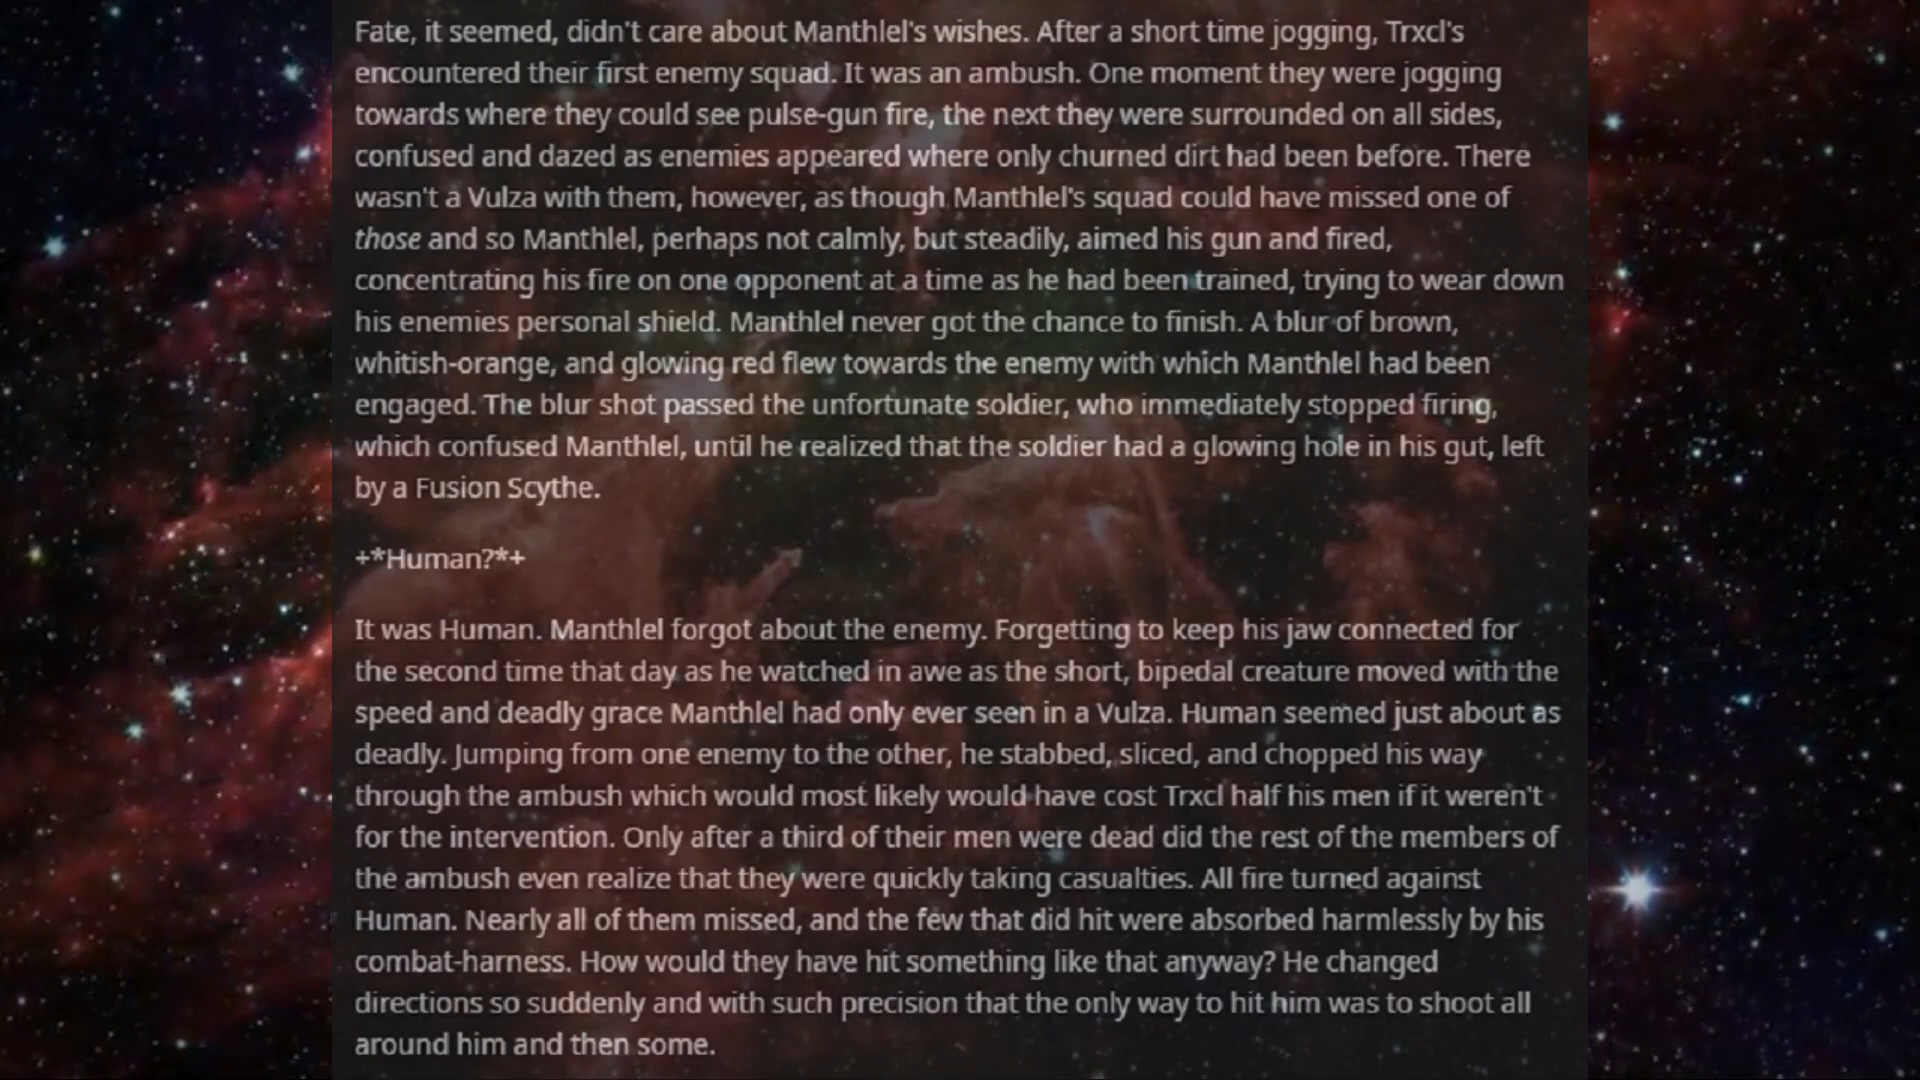 Fate, it seemed, didn't care about Manthlel's wishes. After a short time jogging, Trxcl's
encountered their first enemy squad. It was an ambush. One moment they were jogging
towards where they could see pulse-gun fire, the next they were surrounded on all sides,
confused and dazed as enemies appeared where only churned dirt had been before. There
wasn't a Vulza with them, however, as though Manthlel's squad could have missed one of
those and so Manthlel, perhaps not calmly, but steadily, aimed his gun and fired,
concentrating his fire on one opponent at a time as he had been trained, trying to wear down
his enemies personal shield. Manthlel never got the chance to finish. A blur of brown,
whitish-orange, and glowing red flew towards the enemy with which Manthlel had been
engaged. The blur shot passed the unfortunate soldier, who immediately stopped firing,
which confused Manthlel, until he realized that the soldier had a glowing hole in his gut, left
by a Fusion Scythe.
+*Human?*+
It was Human. Manthlel forgot about the enemy. Forgetting to keep his jaw connected for
the second time that day as he watched in awe as the short, bipedal creature moved with the
speed and deadly grace Manthlel had only ever seen in a Vulza. Human seemed just about as
deadly. Jumping from one enemy to the other, he stabbed, sliced, and chopped his way
through the ambush which would most likely would have cost Trxcl half his men if it weren't
for the intervention. Only after a third of their men were dead did the rest of the members of
the ambush even realize that they were quickly taking casualties. All fire turned against
Human. Nearly all of them missed, and the few that did hit were absorbed harmlessly by his
combat-harness. How would they have hit something like that anyway? He changed
directions so suddenly and with such precision that the only way to hit him was to shoot all
around him and then some.